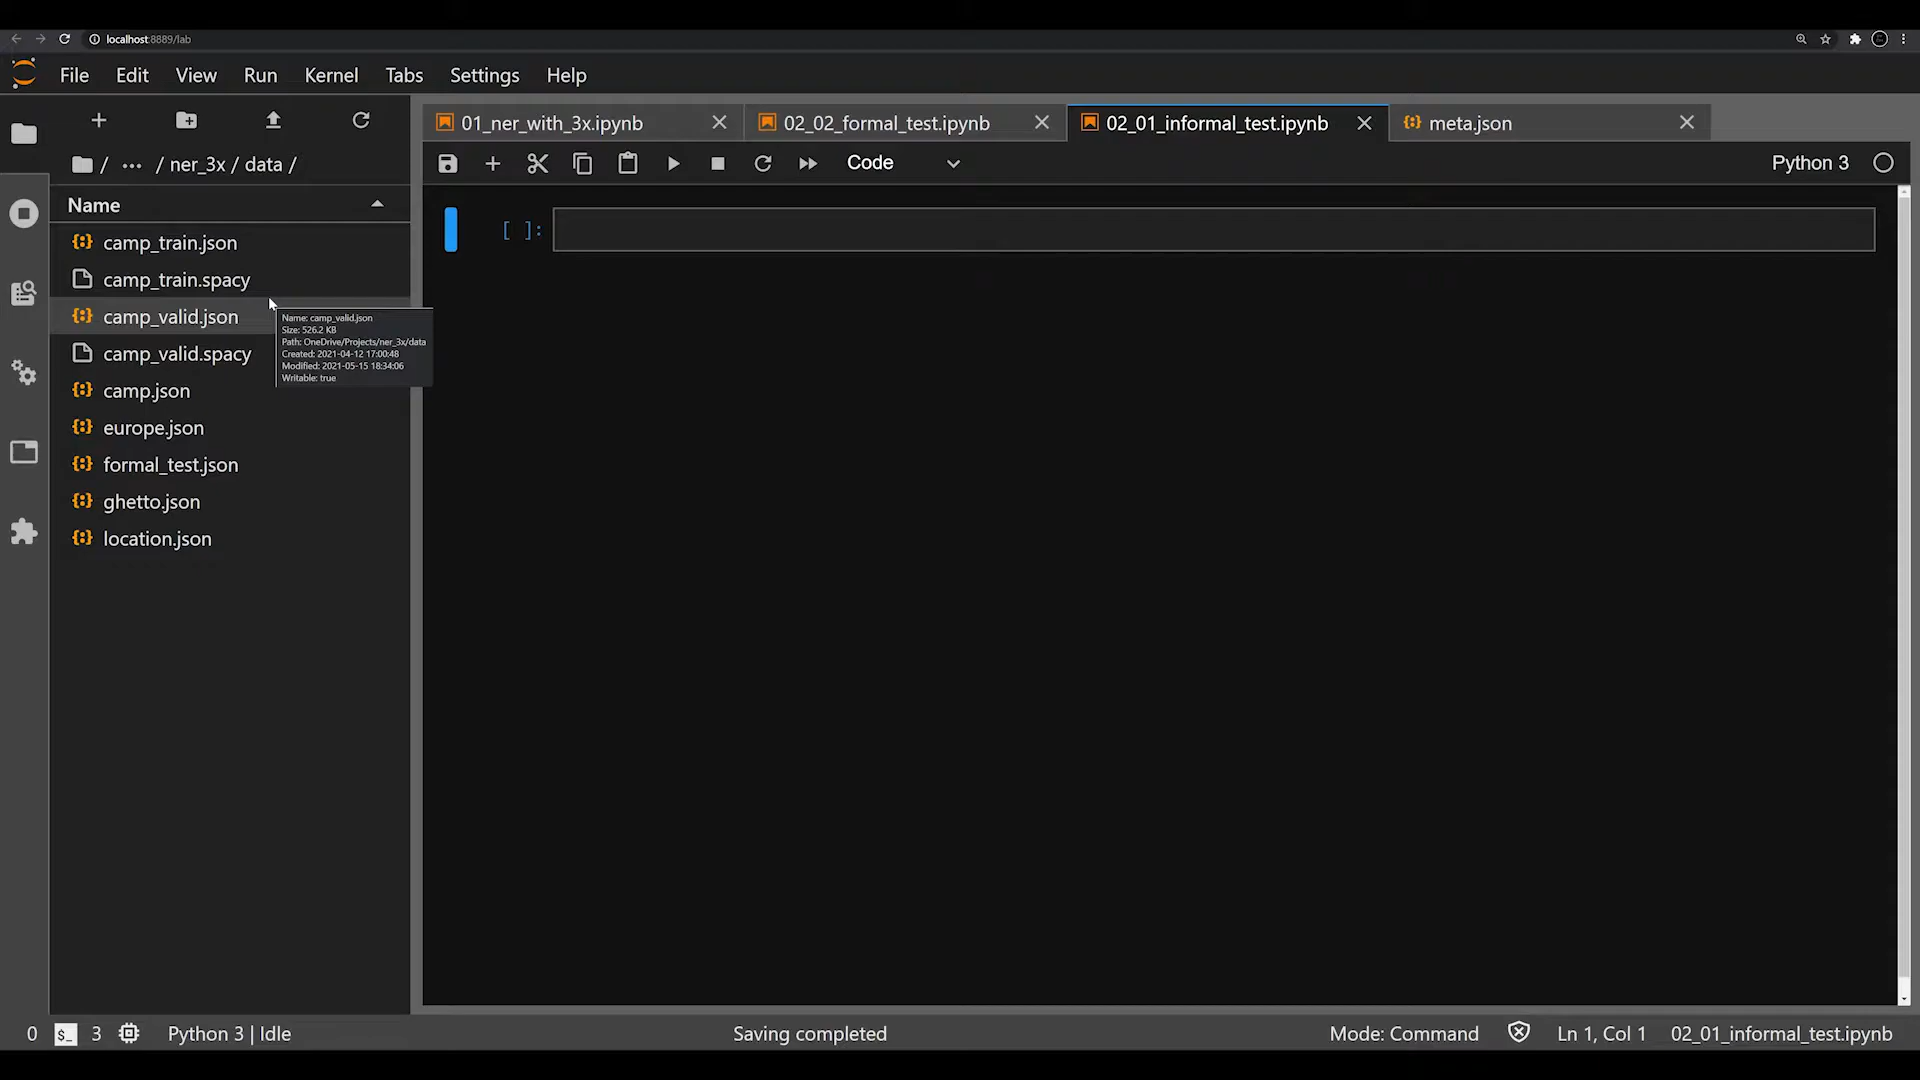 localhost:8889/lab
File Edit View Run Kernel Tabs Settings Help
01_ner_with_3x.ipynb 02_02_formal_test.ipynb 02_01_informal_test.ipynb meta.json
/ ··· / ner_3x / data /
Code Python 3
Name
[ ]:
camp_train.json
camp_train.spacy
camp_valid.json
camp_valid.spacy
camp.json
europe.json
formal_test.json
ghetto.json
location.json
Name: camp_valid.json
Size: 526.2 KB
Path: OneDrive/Projects/ner_3x/data
Created: 2021-04-12 17:00:48
Modified: 2021-05-15 18:34:06
Writable: true
0 $_ 3 Python 3 | Idle Saving completed Mode: Command Ln 1, Col 1 02_01_informal_test.ipynb